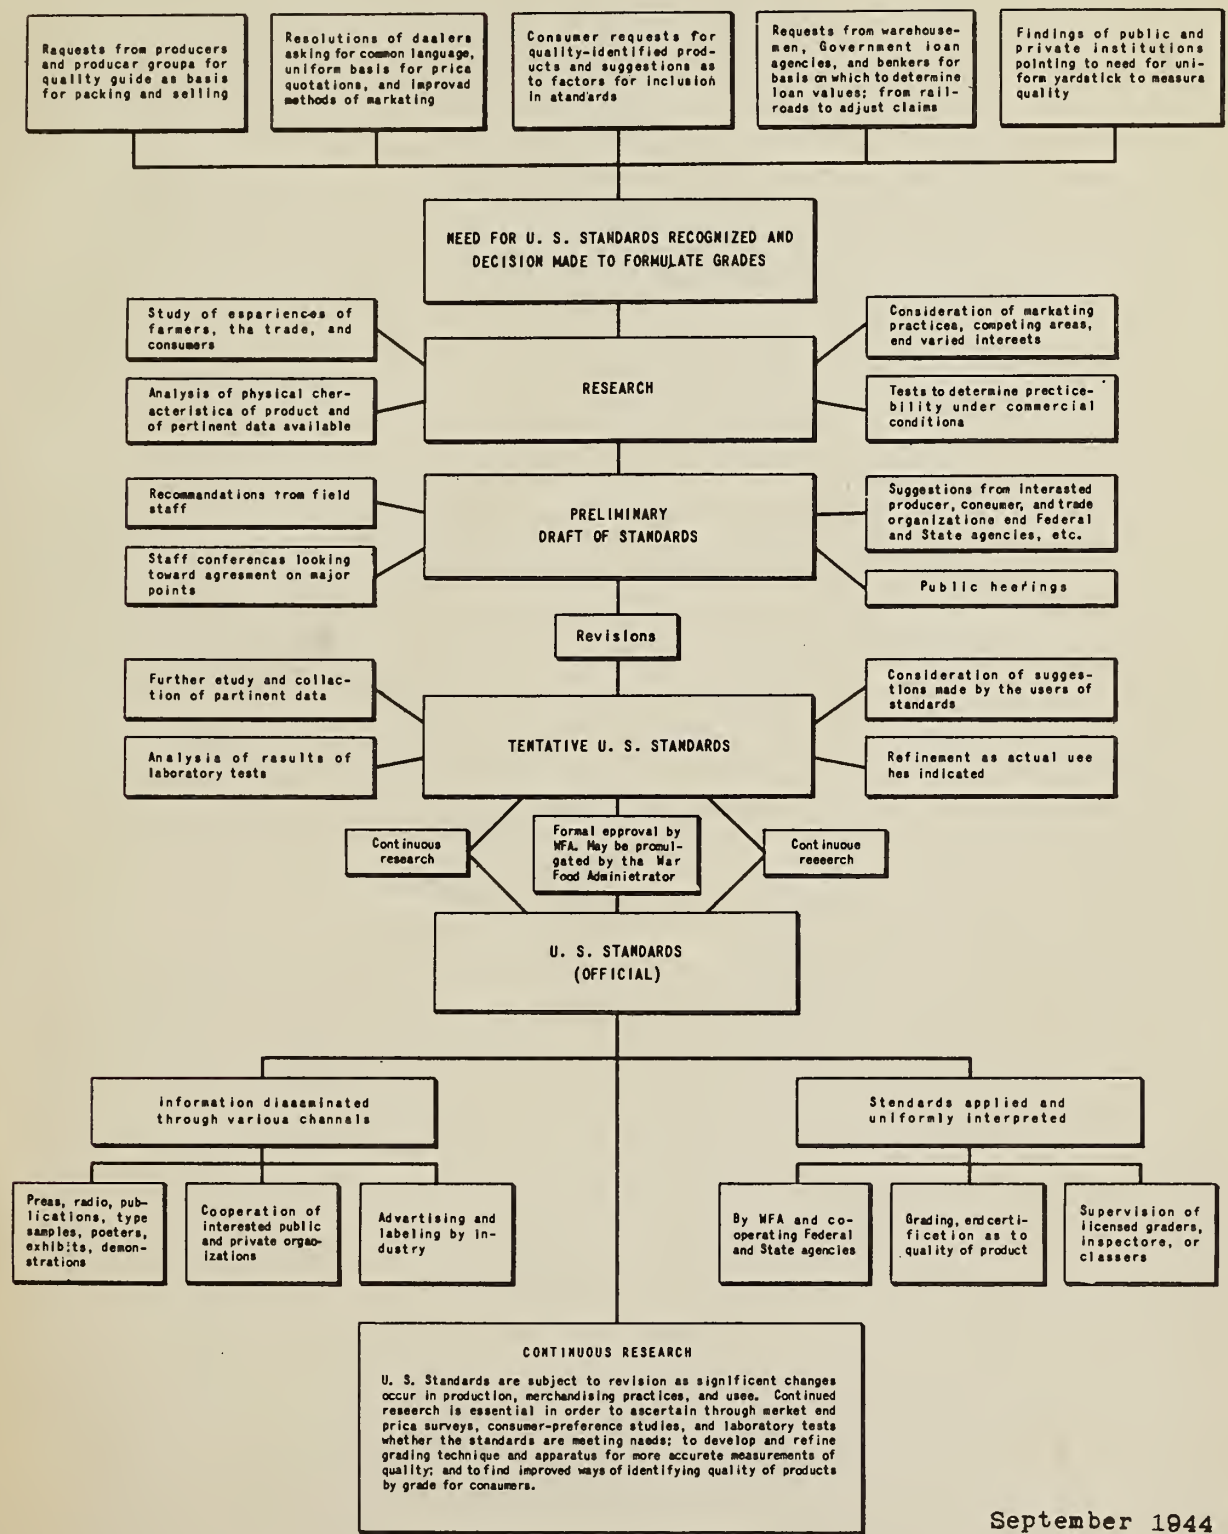 Requests from producers
and producer groups for
quality guide as basis
for packing and selling
Resolutions of dealers
asking for common language,
uniform basis for price
quotations, and improved
methods of marketing
Consumer requests for
quality-identified prod-
ucts and suggestions as
to factors for inclusion
in standards
Requests from warehouse-
men, Government loan
agencies, and bankers for
basis on which to determine
loan values; from rail-
roads to adjust claims
Findings of public and
private institutions
pointing to need for uni-
form yardstick to measure
quality
NEED FOR U. S. STANDARDS RECOGNIZED AND
DECISION MADE TO FORMULATE GRADES
Study of experiences of
farmers, the trade, and
consumers
Consideration of marketing
practices, competing areas,
and varied interests
RESEARCH
Analysis of physical char-
acteristics of product and
of pertinent data available
Tests to determine practica-
bility under commercial
conditions
Recommendations from field
staff
Suggestions from interested
producer, consumer, and trade
organizations and Federal
and State agencies, etc.
PRELIMINARY
DRAFT OF STANDARDS
Staff conferences looking
toward agreement on major
points
Public hearings
Revisions
Further study and collec-
tion of pertinent data
Consideration of sugges-
tions made by the users of
standards
TENTATIVE U. S. STANDARDS
Analysis of results of
laboratory tests
Refinement as actual use
has indicated
Continuous
research
Formal approval by
WFA. May be promul-
gated by the War
Food Administrator
Continuous
research
U. S. STANDARDS
(OFFICIAL)
Information disseminated
through various channels
Standards applied and
uniformly interpreted
Press, radio, pub-
lications, type
samples, posters,
exhibits, demon-
strations
Cooperation of
interested public
and private organ-
izations
Advertising and
labeling by in-
dustry
By WFA and co-
operating Federal
and State agencies
Grading, and certi-
fication as to
quality of product
Supervision of
licensed graders,
inspectors, or
classers
CONTINUOUS RESEARCH
U. S. Standards are subject to revision as significant changes
occur in production, merchandising practices, and uses. Continued
research is essential in order to ascertain through market and
price surveys, consumer-preference studies, and laboratory tests
whether the standards are meeting needs; to develop and refine
grading technique and apparatus for more accurate measurements of
quality; and to find improved ways of identifying quality of products
by grade for consumers.
September 1944